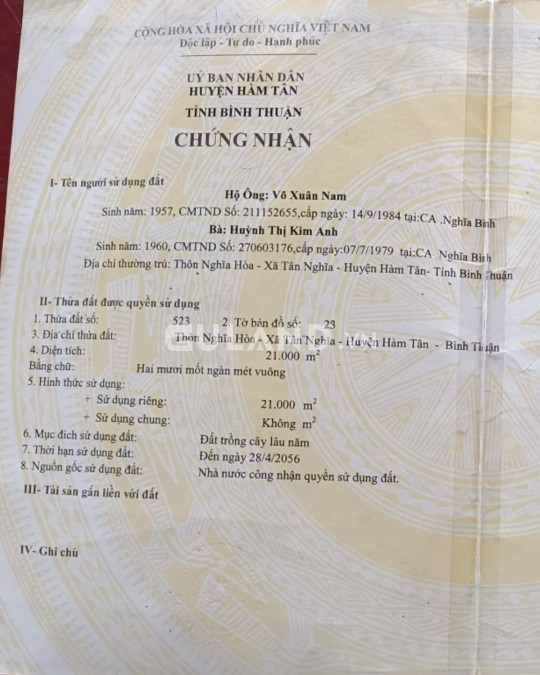 CỘNG HÒA XÃ HỘI CHỦ NGHĨA VIỆT NAM
Độc lập - Tự do - Hạnh phúc
UỶ BAN NHÂN DÂN
HUYỆN HÀM TÂN
TỈNH BÌNH THUẬN
CHỨNG NHẬN
I- Tên người sử dụng đất
Hộ Ông: Võ Xuân Nam
Sinh năm: 1957, CMTND Số: 211152655,cấp ngày: 14/9/1984 tại:CA .Nghĩa Bình
Bà: Huỳnh Thị Kim Anh
Sinh năm: 1960, CMTND Số: 270603176,cấp ngày:07/7/1979 tại:CA Nghĩa Bình
Địa chỉ thường trú: Thôn Nghĩa Hòa - Xã Tân Nghĩa - Huyện Hàm Tân- Tỉnh Bình Thuận
II- Thửa đất được quyền sử dụng
1. Thửa đất số: 523 2. Tờ bản đồ số: 23
GULAND.VN
3. Địa chỉ thửa đất: Thôn Nghĩa Hòa - Xã Tân Nghĩa - Huyện Hàm Tân - Bình Thuận
4. Diện tích: 21.000 m²
Bằng chữ: Hai mươi mốt ngàn mét vuông
5. Hình thức sử dụng:
+ Sử dụng riêng: 21.000 m²
+ Sử dụng chung: Không m²
6. Mục đích sử dụng đất: Đất trồng cây lâu năm
7. Thời hạn sử dụng đất: Đến ngày 28/4/2056
8. Nguồn gốc sử dụng đất: Nhà nước công nhận quyền sử dụng đất.
III- Tài sản gắn liền với đất
IV- Ghi chú